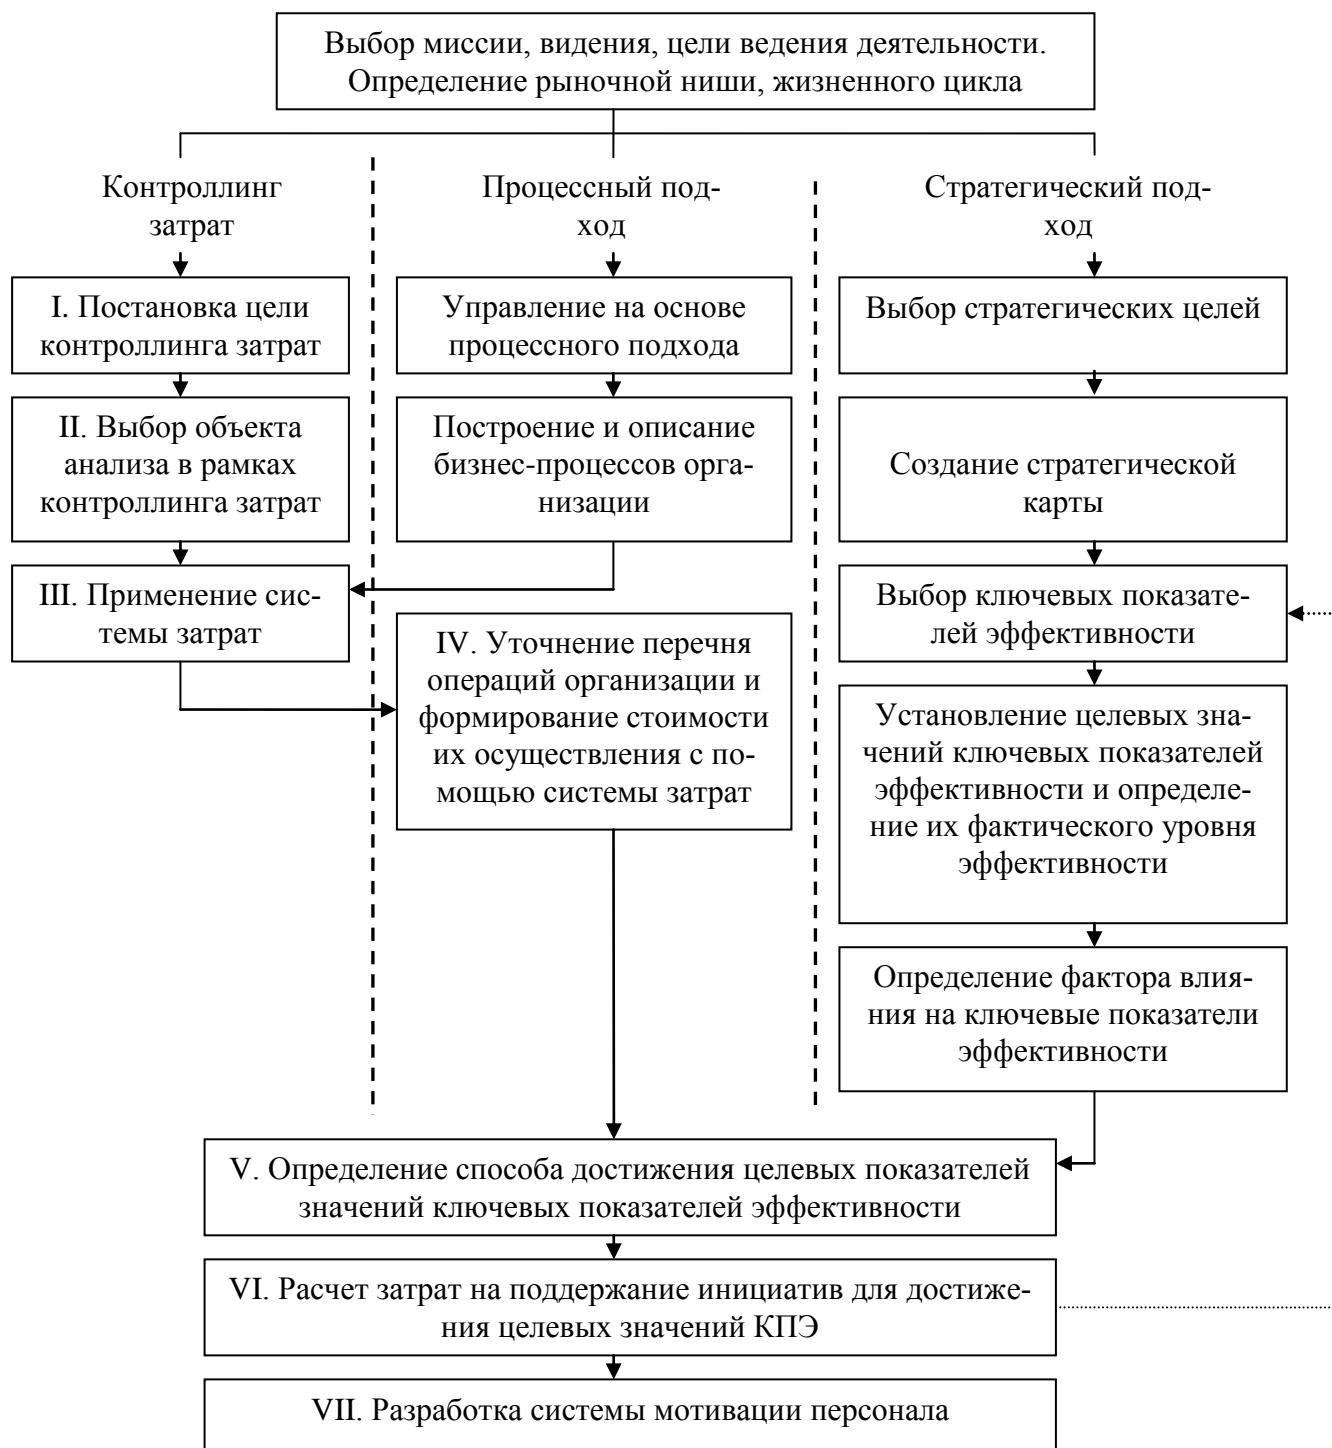 Выбор миссии, видения, цели ведения деятельности.
Определение рыночной ниши, жизненного цикла
Контроллинг
затрат
Процессный под-
ход
Стратегический под-
ход
I. Постановка цели
контроллинга затрат
Управление на основе
процессного подхода
Выбор стратегических целей
II. Выбор объекта
анализа в рамках
контроллинга затрат
Построение и описание
бизнес-процессов орга-
низации
Создание стратегической
карты
III. Применение сис-
темы затрат
Выбор ключевых показате-
лей эффективности
IV. Уточнение перечня
операций организации и
формирование стоимости
их осуществления с по-
мощью системы затрат
Установление целевых зна-
чений ключевых показателей
эффективности и определе-
ние их фактического уровня
эффективности
Определение фактора влия-
ния на ключевые показатели
эффективности
V. Определение способа достижения целевых показателей
значений ключевых показателей эффективности
VI. Расчет затрат на поддержание инициатив для достиже-
ния целевых значений КПЭ
VII. Разработка системы мотивации персонала